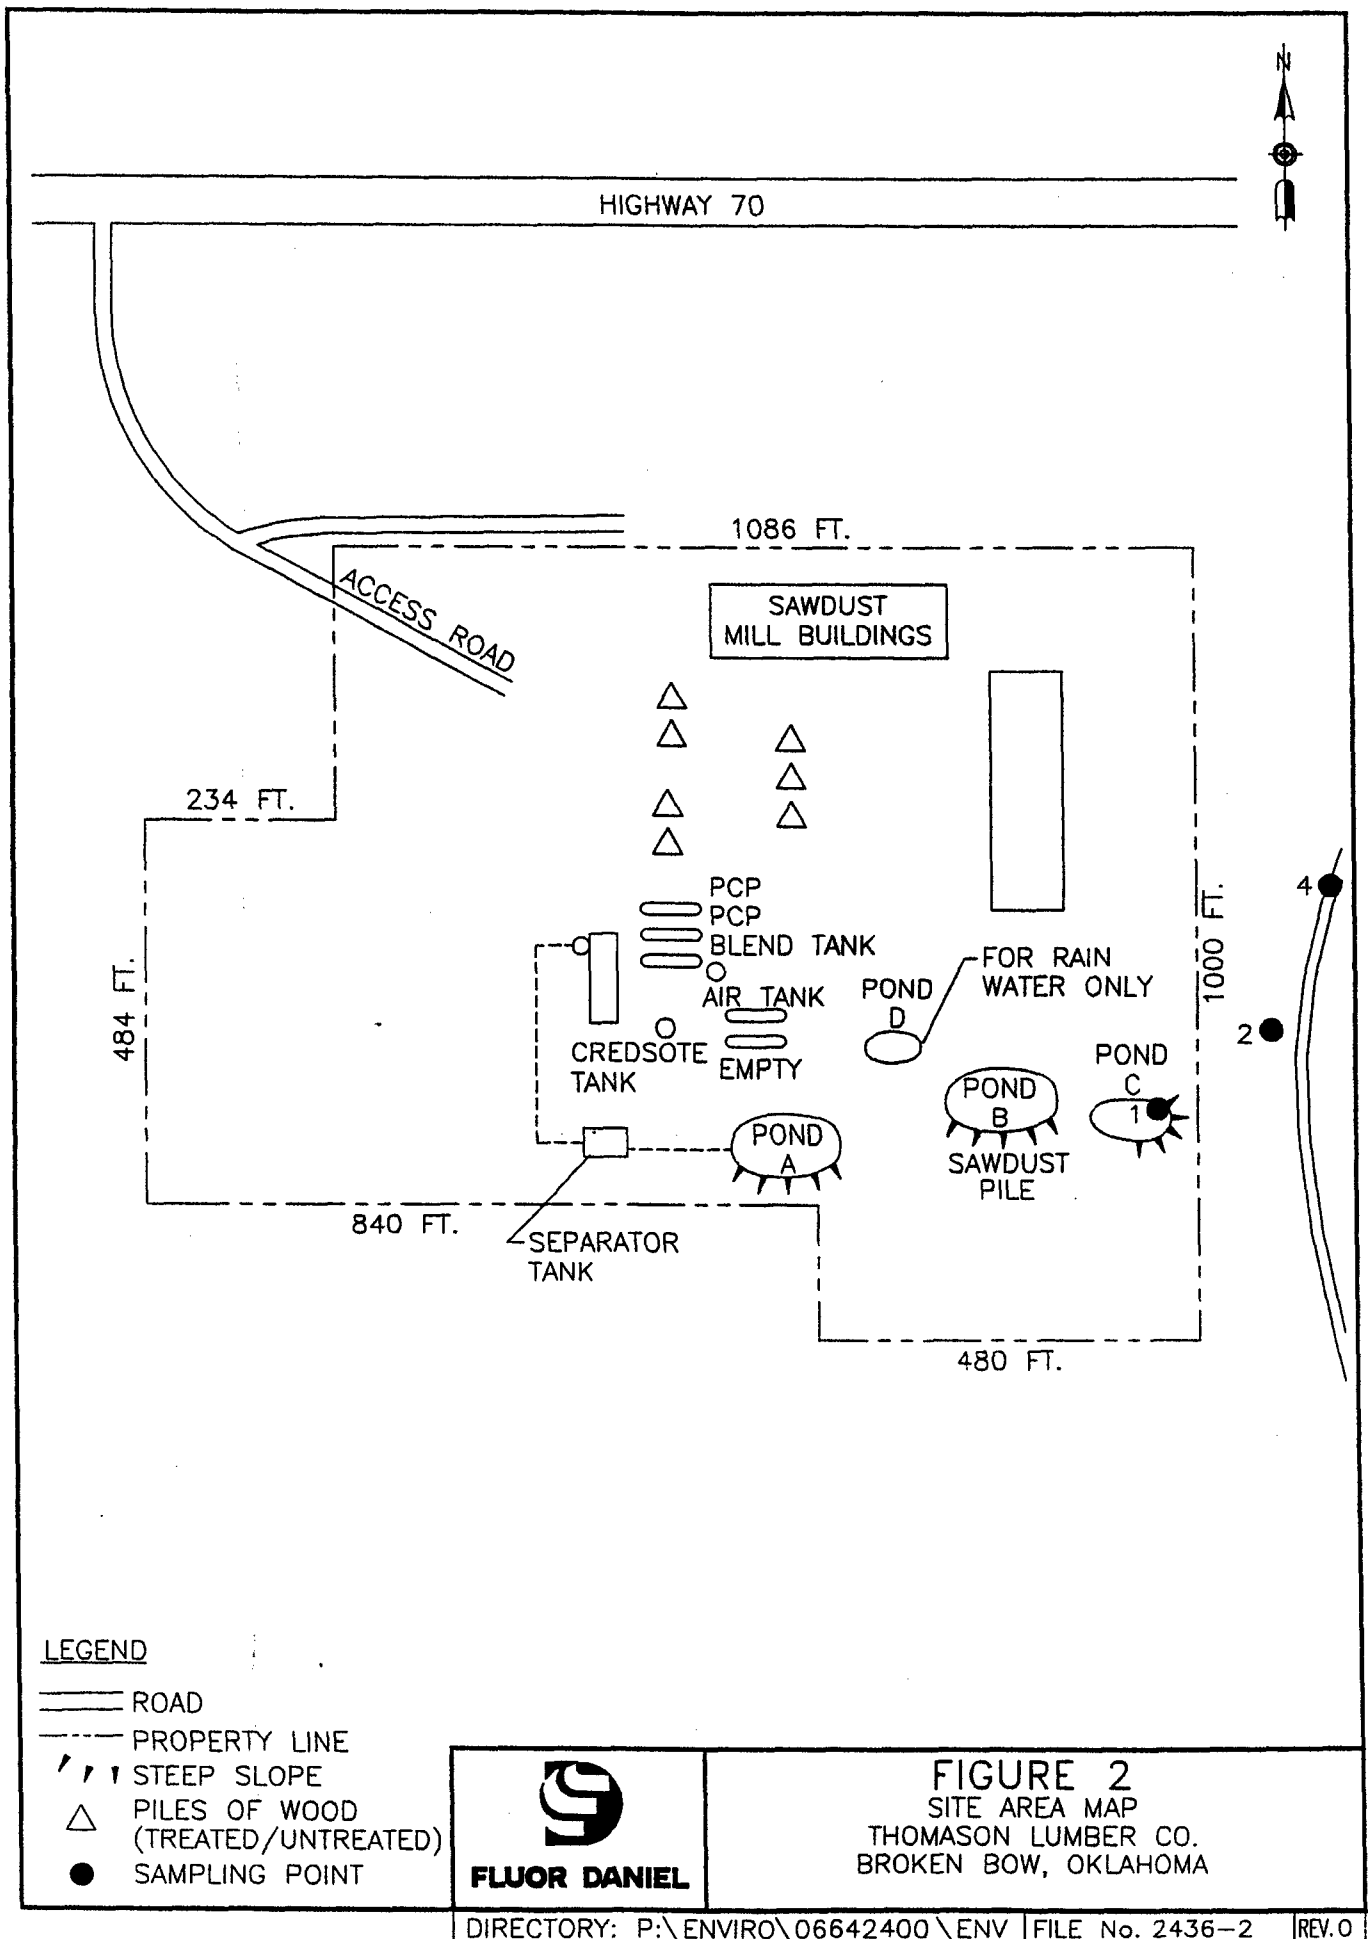 N
HIGHWAY 70
1086 FT.
ACCESS ROAD
SAWDUST
MILL BUILDINGS
234 FT.
484 FT.
1000 FT.
4
PCP
PCP
BLEND TANK
AIR TANK
FOR RAIN
WATER ONLY
POND
D
2
CREDSOTE
TANK
EMPTY
POND
C
1
POND
B
SAWDUST
PILE
POND
A
840 FT.
SEPARATOR
TANK
480 FT.
LEGEND
ROAD
PROPERTY LINE
STEEP SLOPE
PILES OF WOOD
(TREATED/UNTREATED)
SAMPLING POINT
FLUOR DANIEL
FIGURE 2
SITE AREA MAP
THOMASON LUMBER CO.
BROKEN BOW, OKLAHOMA
DIRECTORY: P:\ENVIRO\06642400\ENV
FILE No. 2436-2
REV.0